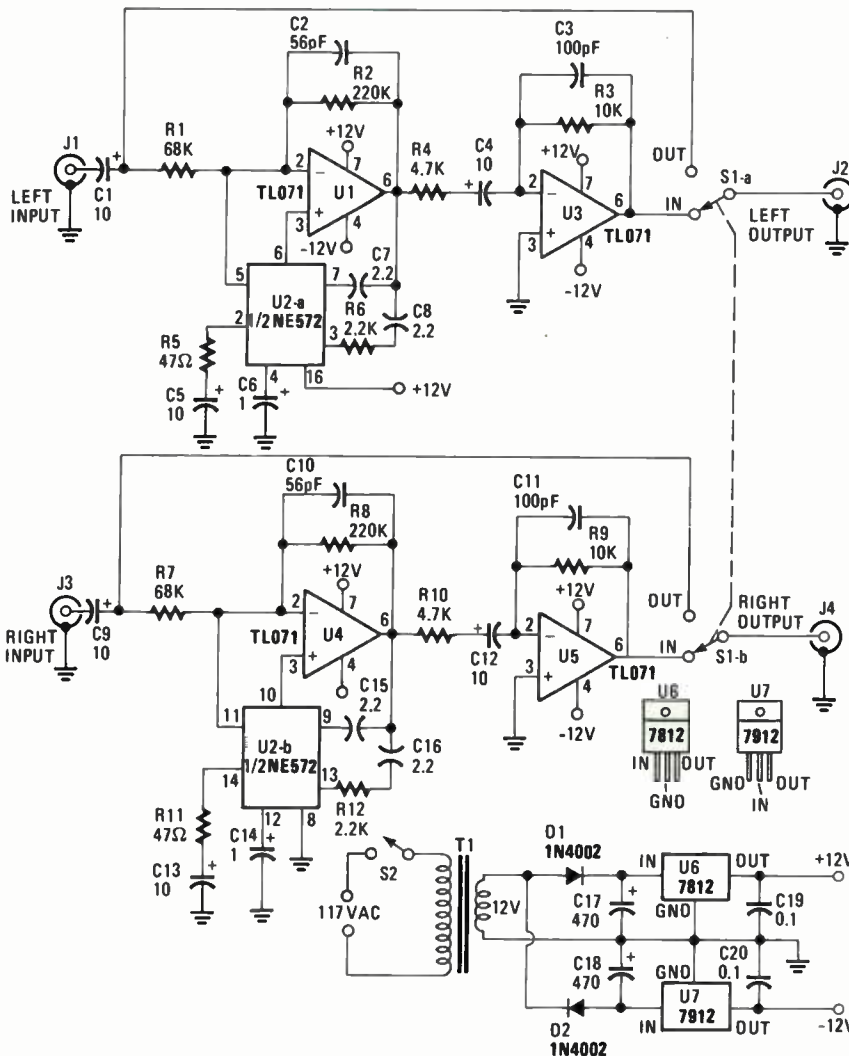 C2
56pF
R2
220K
C3
100pF
R3
10K
J1
R1
68K
+12V
R4
4.7K
C4
10
+12V
OUT
S1-a
J2
LEFT
INPUT
+
C1
10
2
−
7
TL071
U1
6
+
3
4
−12V
+
2
−
7
U3
6
TL071
+
3
4
−12V
IN
LEFT
OUTPUT
6
5
7
C7
2.2
U2-a
1/2NE572
2
3
R6
2.2K
C8
2.2
R5
47Ω
4
16
+12V
C5
10
+
C6
1
+
C10
56pF
R8
220K
C11
100pF
R9
10K
J3
R7
68K
+12V
R10
4.7K
+12V
OUT
RIGHT
OUTPUT
J4
RIGHT
INPUT
+
C9
10
2
−
7
TL071
U4
6
+
3
4
+
C12
10
2
−
7
U5
6
TL071
+
3
4
−12V
IN
S1-b
10
11
9
C15
2.2
U2-b
1/2NE572
14
13
C16
2.2
R12
2.2K
R11
47Ω
12
8
C13
10
+
C14
1
+
U6
7812
IN
OUT
GND
U7
7912
GND
OUT
IN
S2
117VAC
T1
12V
D1
1N4002
C17
470
+
IN
U6
7812
OUT
GND
+12V
C19
0.1
C18
470
+
GND
U7
7912
IN
OUT
C20
0.1
−12V
D2
1N4002